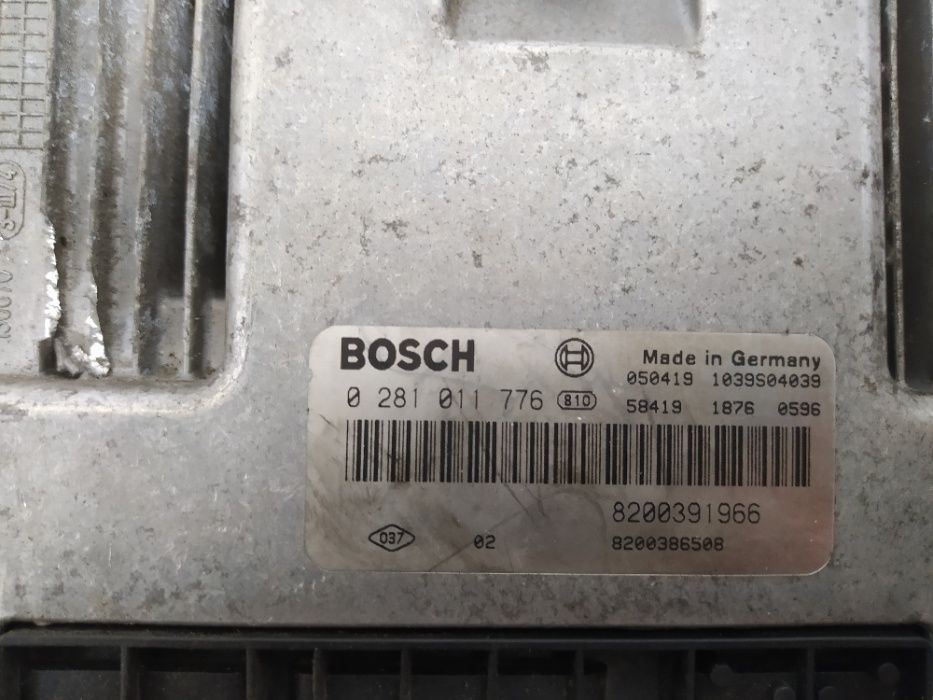 BOSCH
Made in Germany
050419 1039S04039
0 281 011 776 810
58419 1876 0596
8200391966
037 02 8200386508